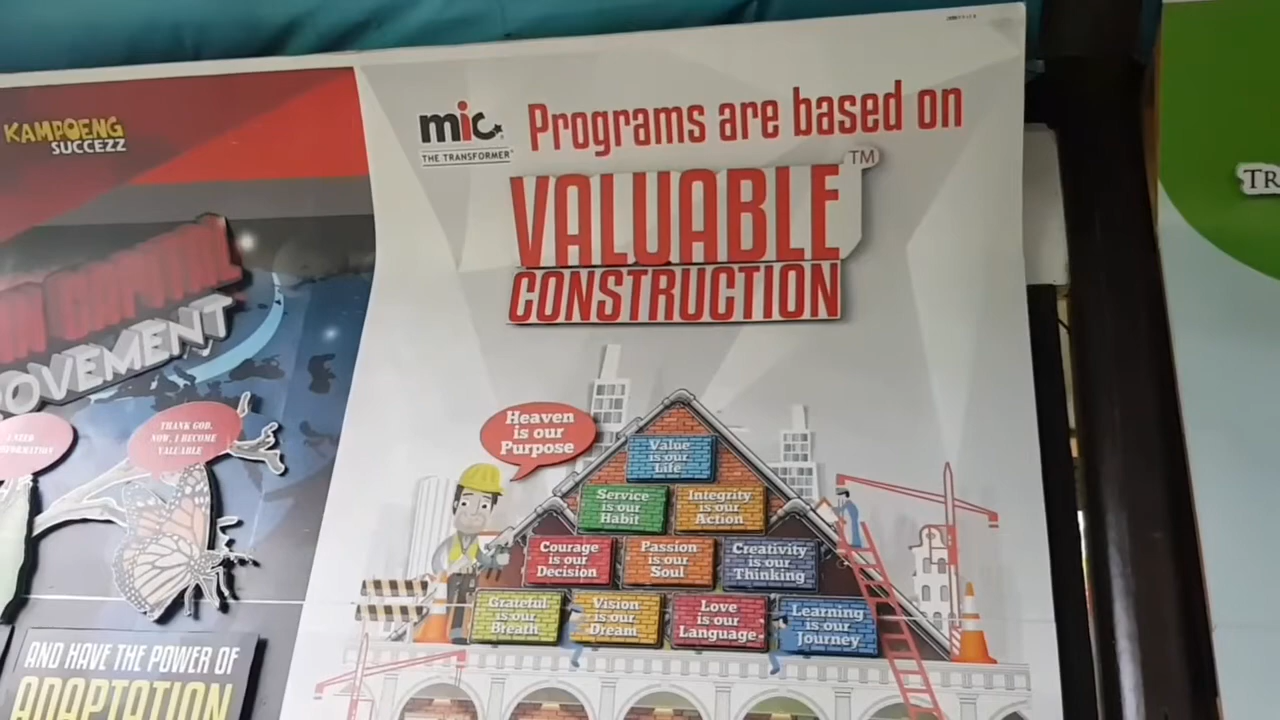 KAMPOENG
SUCCEZZ
OVEMENT
THANK GOD,
NOW, I BECOME
VALUABLE
I NEED
AND HAVE THE POWER OF
ADAPTATION
mic
THE TRANSFORMER
Programs are based on
VALUABLE TM
CONSTRUCTION
Heaven
is our
Purpose
Value
is our
Life
Service
is our
Habit
Integrity
is our
Action
Courage
is our
Decision
Passion
is our
Soul
Creativity
is our
Thinking
Grateful
is our
Breath
Vision
is our
Dream
Love
is our
Language
Learning
is our
Journey
TR